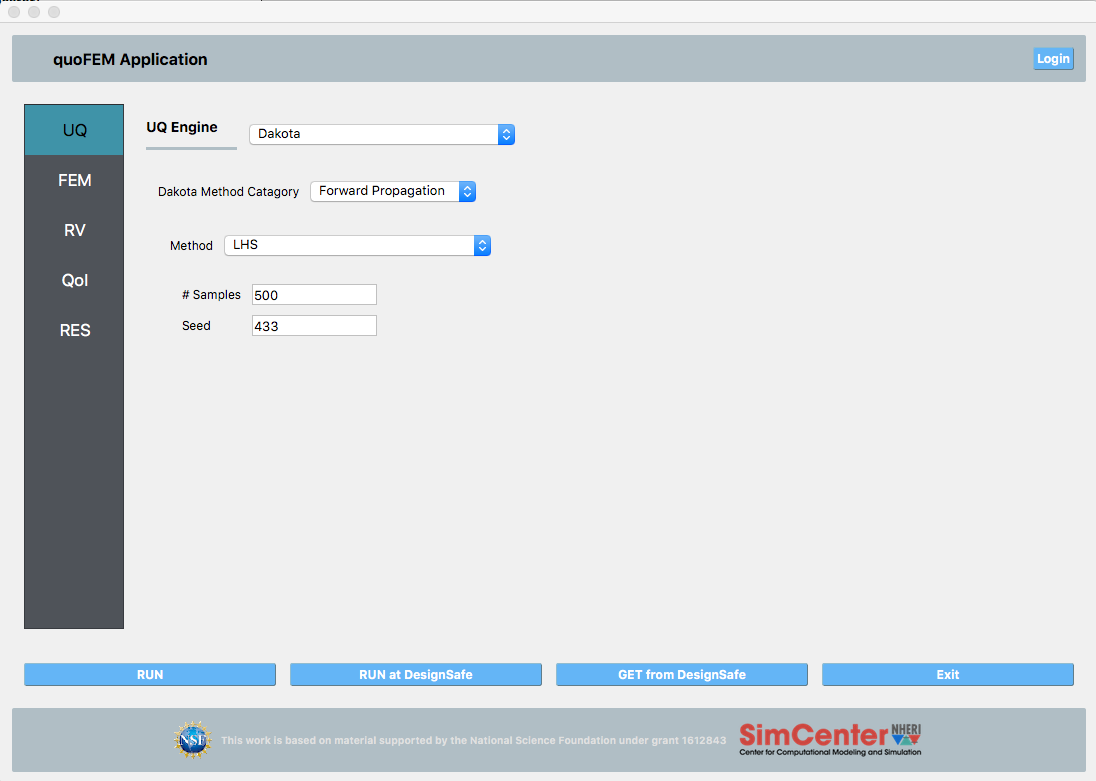 quoFEM Application
Login
UQ
FEM
RV
QoI
RES
UQ Engine
Dakota
Dakota Method Catagory
Forward Propagation
Method
LHS
# Samples
500
Seed
433
RUN
RUN at DesignSafe
GET from DesignSafe
Exit
NSF
This work is based on material supported by the National Science Foundation under grant 1612843
SimCenter NHERI
Center for Computational Modeling and Simulation